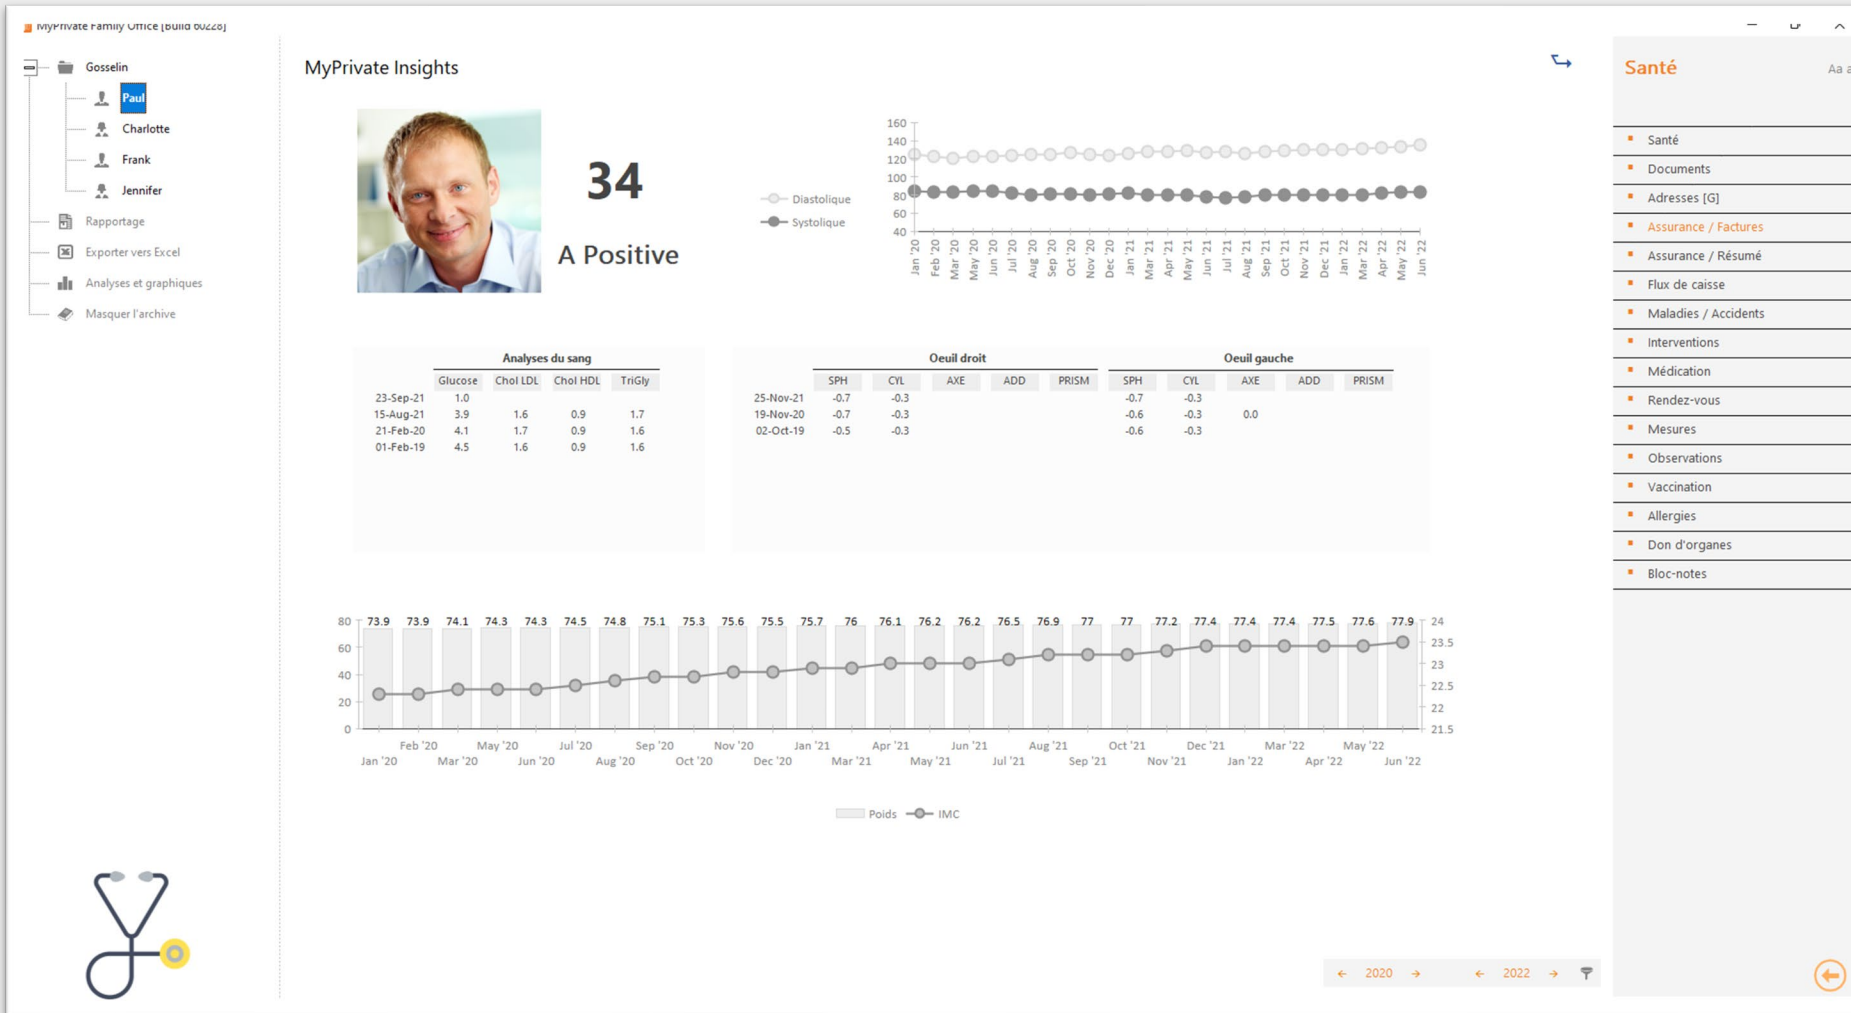 MyPrivate Family Office [Build 60228]
Gosselin
Paul
Charlotte
Frank
Jennifer
Rapportage
Exporter vers Excel
Analyses et graphiques
Masquer l'archive
MyPrivate Insights
34
A Positive
Diastolique
Systolique
160
140
120
100
80
60
40
Jan '20 Feb '20 Mar '20 May '20 Jun '20 Jul '20 Aug '20 Sep '20 Oct '20 Nov '20 Dec '20 Jan '21 Mar '21 Apr '21 May '21 Jun '21 Jul '21 Aug '21 Sep '21 Oct '21 Nov '21 Dec '21 Jan '22 Mar '22 Apr '22 May '22 Jun '22
Analyses du sang
Glucose Chol LDL Chol HDL TriGly
23-Sep-21 1.0
15-Aug-21 3.9 1.6 0.9 1.7
21-Feb-20 4.1 1.7 0.9 1.6
01-Feb-19 4.5 1.6 0.9 1.6
Oeuil droit Oeuil gauche
SPH CYL AXE ADD PRISM SPH CYL AXE ADD PRISM
25-Nov-21 -0.7 -0.3 -0.7 -0.3
19-Nov-20 -0.7 -0.3 -0.6 -0.3 0.0
02-Oct-19 -0.5 -0.3 -0.6 -0.3
80 73.9 73.9 74.1 74.3 74.3 74.5 74.8 75.1 75.3 75.6 75.5 75.7 76 76.1 76.2 76.2 76.5 76.9 77 77 77.2 77.4 77.4 77.4 77.5 77.6 77.9 24
60 23.5
23
40 22.5
20 22
0 21.5
Feb '20 May '20 Jul '20 Sep '20 Nov '20 Jan '21 Apr '21 Jun '21 Aug '21 Oct '21 Dec '21 Mar '22 May '22
Jan '20 Mar '20 Jun '20 Aug '20 Oct '20 Dec '20 Mar '21 May '21 Jul '21 Sep '21 Nov '21 Jan '22 Apr '22 Jun '22
Poids IMC
2020 2022
Santé Aa a
Santé
Documents
Adresses [G]
Assurance / Factures
Assurance / Résumé
Flux de caisse
Maladies / Accidents
Interventions
Médication
Rendez-vous
Mesures
Observations
Vaccination
Allergies
Don d'organes
Bloc-notes